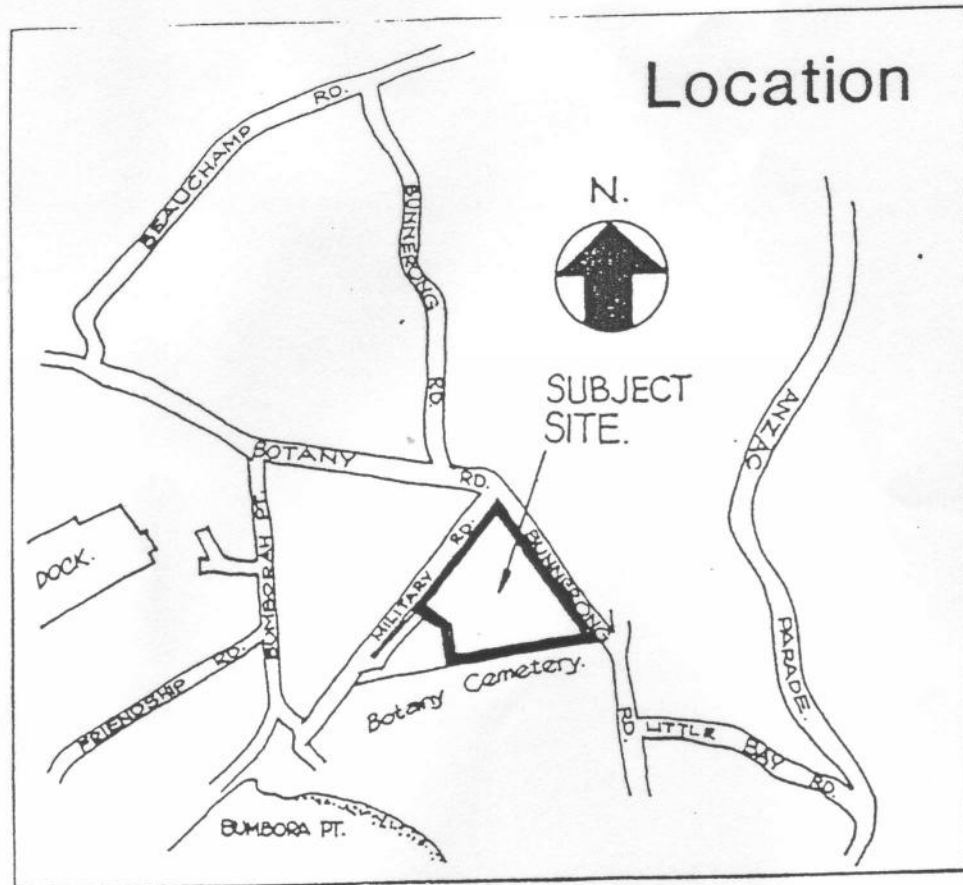 Location
BEAUCHAMP RD.
BUNNERONG RD.
N.
SUBJECT
SITE.
ANZAC PARADE.
BOTANY RD.
BUMBORAH PT.
DOCK.
MILITARY RD.
BUNNERONG RD.
FRIENDSHIP RD.
Botany Cemetery.
LITTLE BAY RD.
BUMBORA PT.